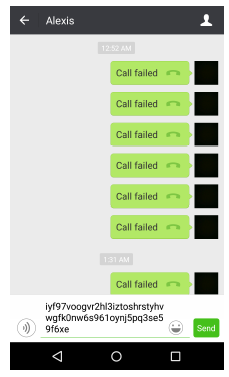 Alexis
12:52 AM
Call failed
Call failed
Call failed
Call failed
Call failed
Call failed
1:31 AM
Call failed
iyf97voogvr2hl3iztoshrstyhv
wgfk0nw6s961oynj5pq3se5
9f6xe
Send